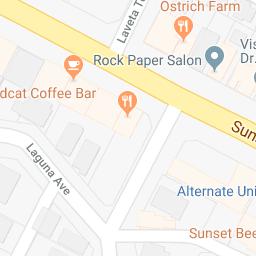 Ostrich Farm
Laveta T
Rock Paper Salon
Vis
Dr.
dcat Coffee Bar
Sun
Laguna Ave
Alternate Uni
Sunset Bee